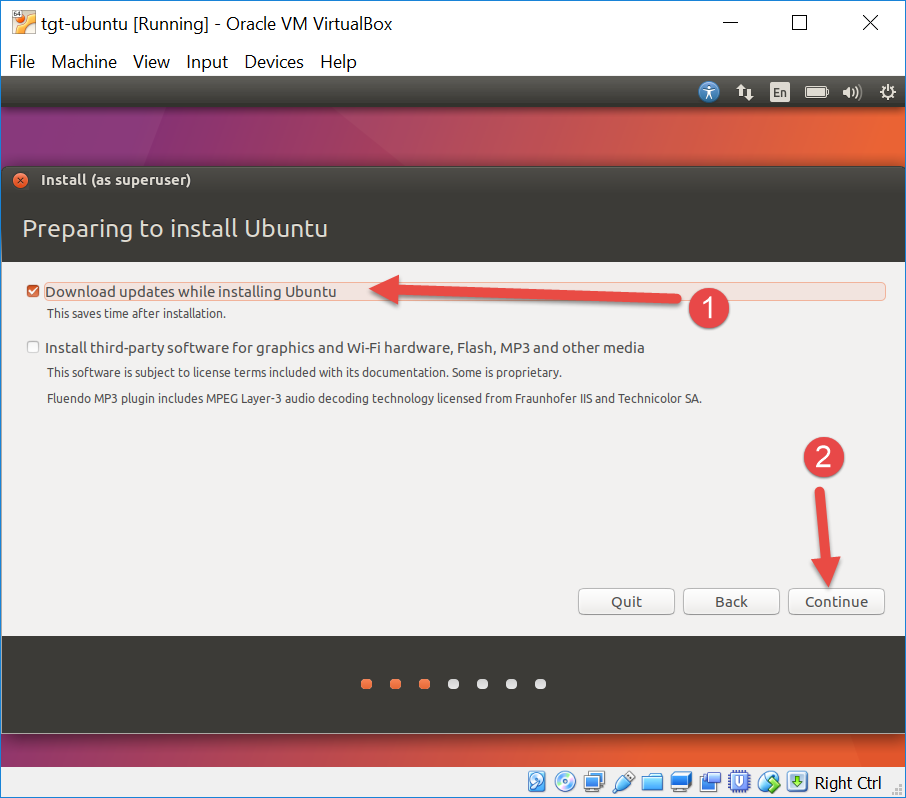 64
tgt-ubuntu [Running] - Oracle VM VirtualBox
File Machine View Input Devices Help
En
Install (as superuser)
Preparing to install Ubuntu
Download updates while installing Ubuntu
1
This saves time after installation.
Install third-party software for graphics and Wi-Fi hardware, Flash, MP3 and other media
This software is subject to license terms included with its documentation. Some is proprietary.
Fluendo MP3 plugin includes MPEG Layer-3 audio decoding technology licensed from Fraunhofer IIS and Technicolor SA.
2
Quit Back Continue
Right Ctrl